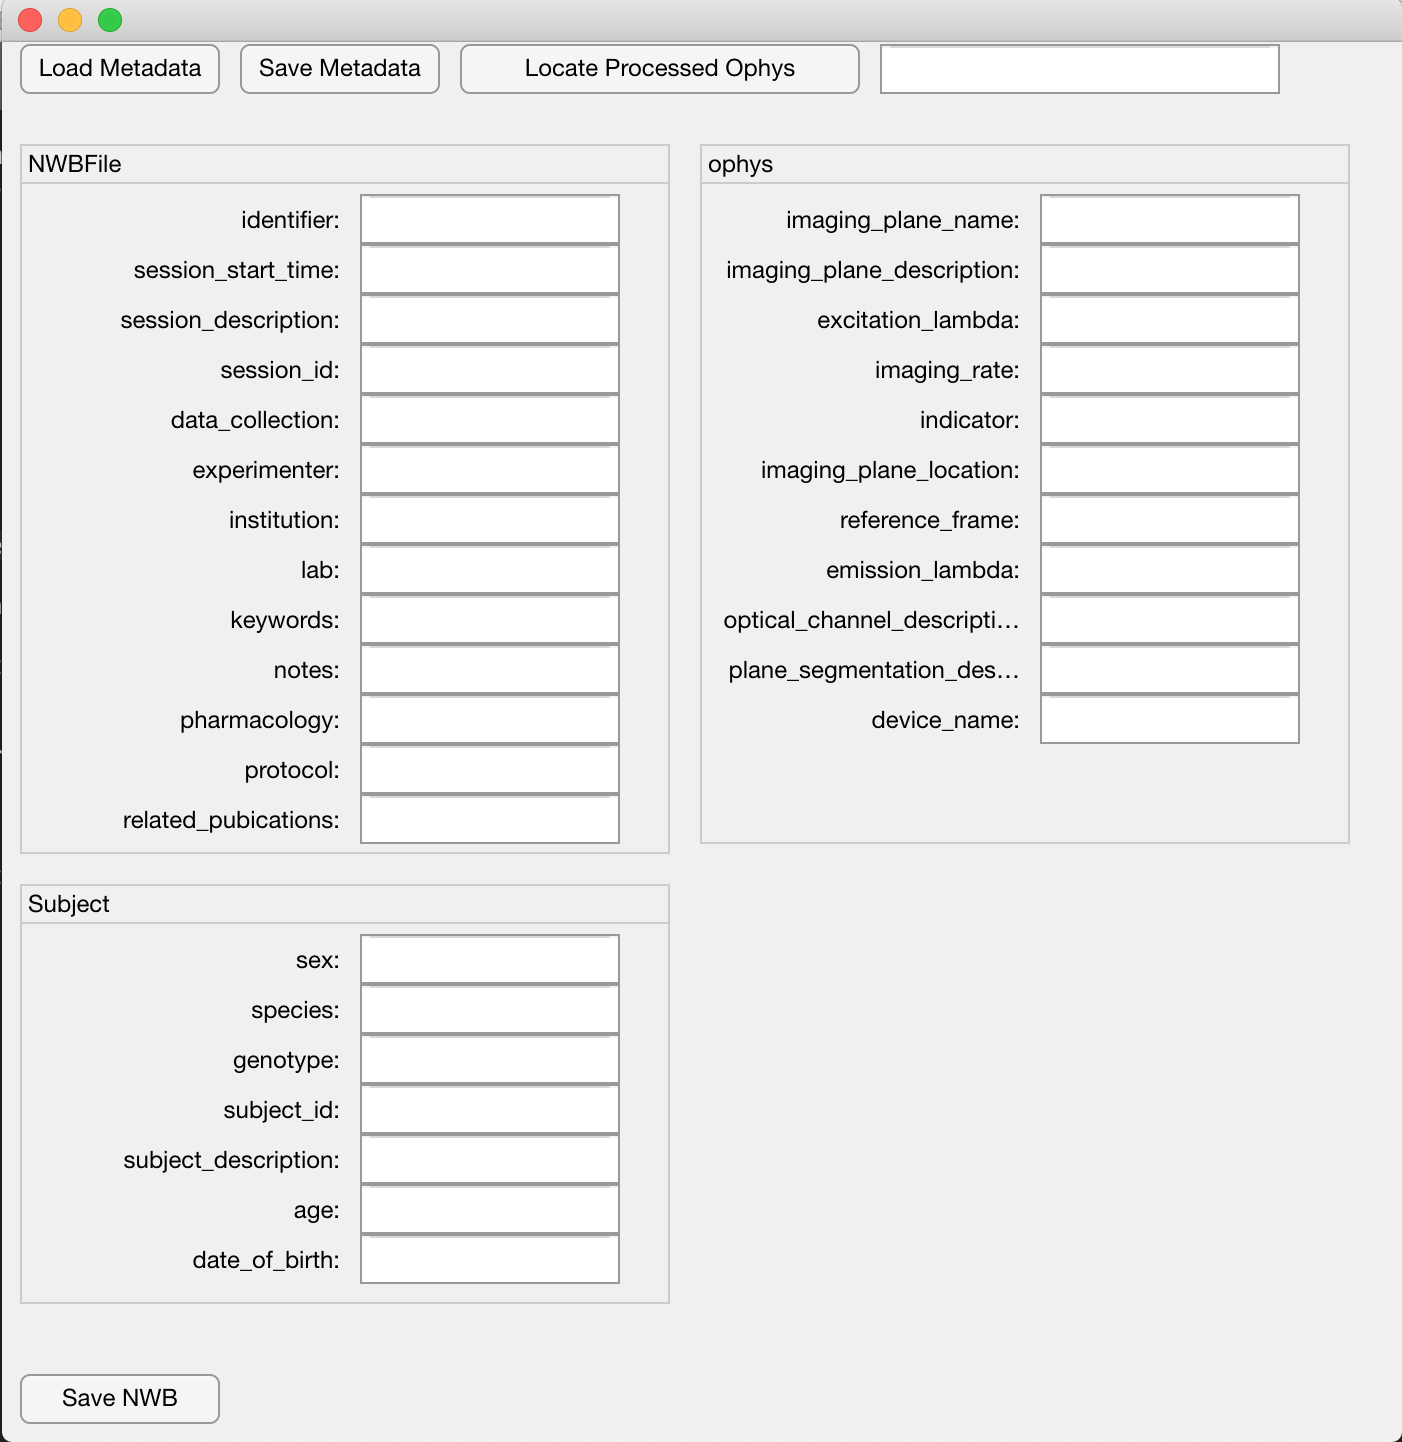 Load Metadata
Save Metadata
Locate Processed Ophys
NWBFile
identifier:
session_start_time:
session_description:
session_id:
data_collection:
experimenter:
institution:
lab:
keywords:
notes:
pharmacology:
protocol:
related_pubications:
ophys
imaging_plane_name:
imaging_plane_description:
excitation_lambda:
imaging_rate:
indicator:
imaging_plane_location:
reference_frame:
emission_lambda:
optical_channel_descripti...
plane_segmentation_des...
device_name:
Subject
sex:
species:
genotype:
subject_id:
subject_description:
age:
date_of_birth:
Save NWB